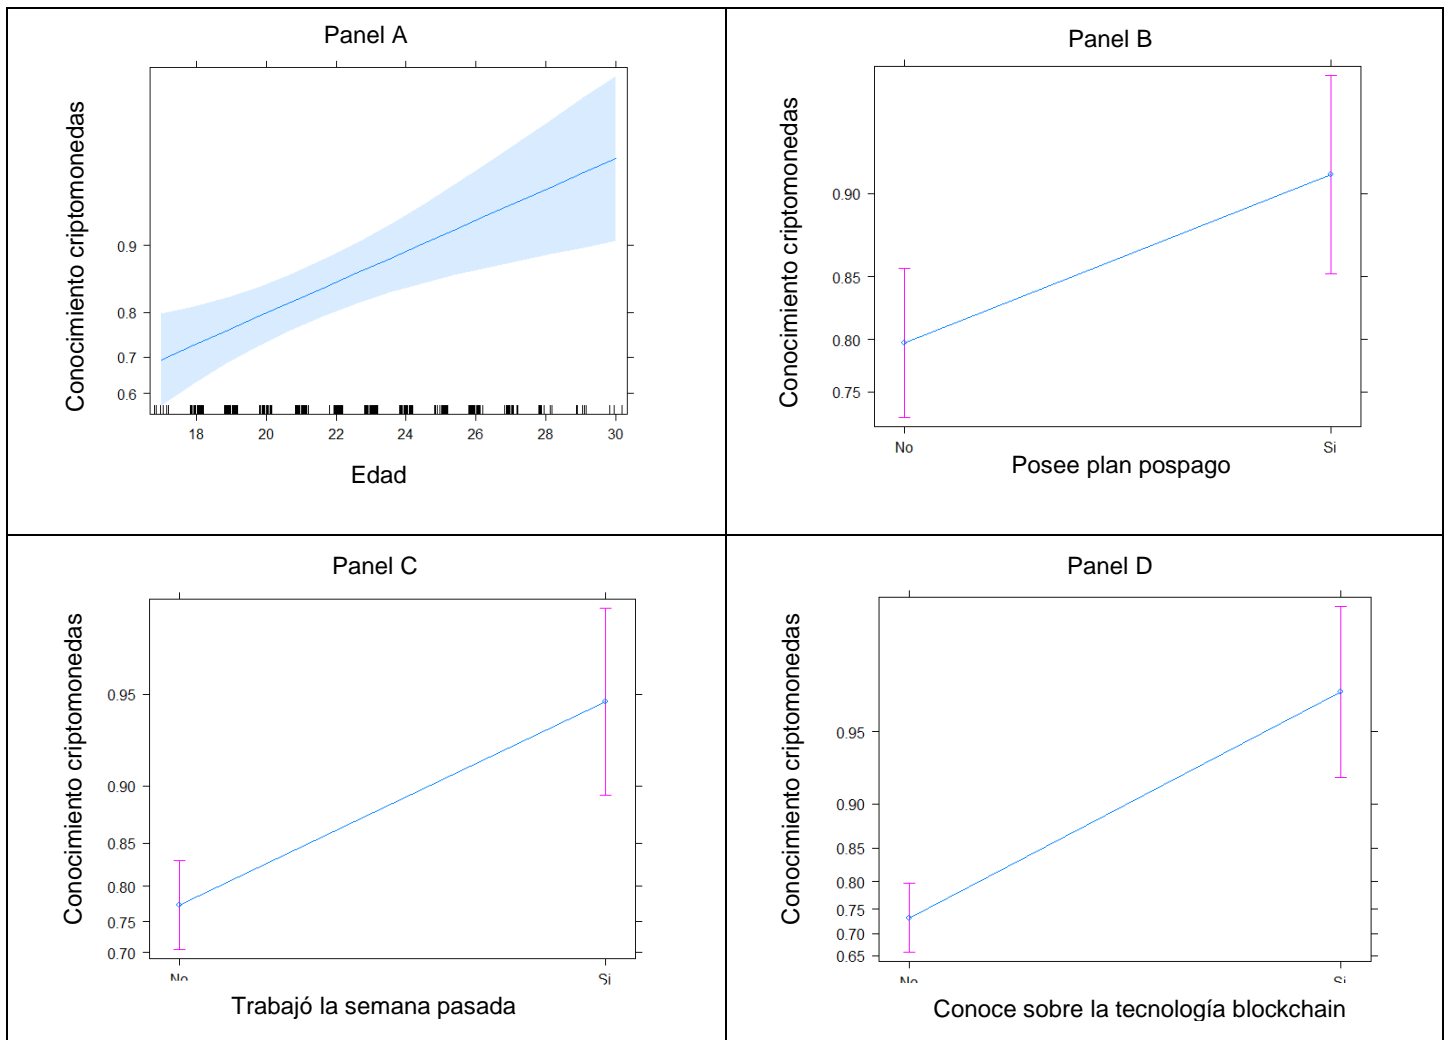 Panel A
Conocimiento criptomonedas
0.9
0.8
0.7
0.6
18 20 22 24 26 28 30
Edad
Panel B
Conocimiento criptomonedas
0.90
0.85
0.80
0.75
No Si
Posee plan pospago
Panel C
Conocimiento criptomonedas
0.95
0.90
0.85
0.80
0.75
0.70
No Si
Trabajó la semana pasada
Panel D
Conocimiento criptomonedas
0.95
0.90
0.85
0.80
0.75
0.70
0.65
No Si
Conoce sobre la tecnología blockchain